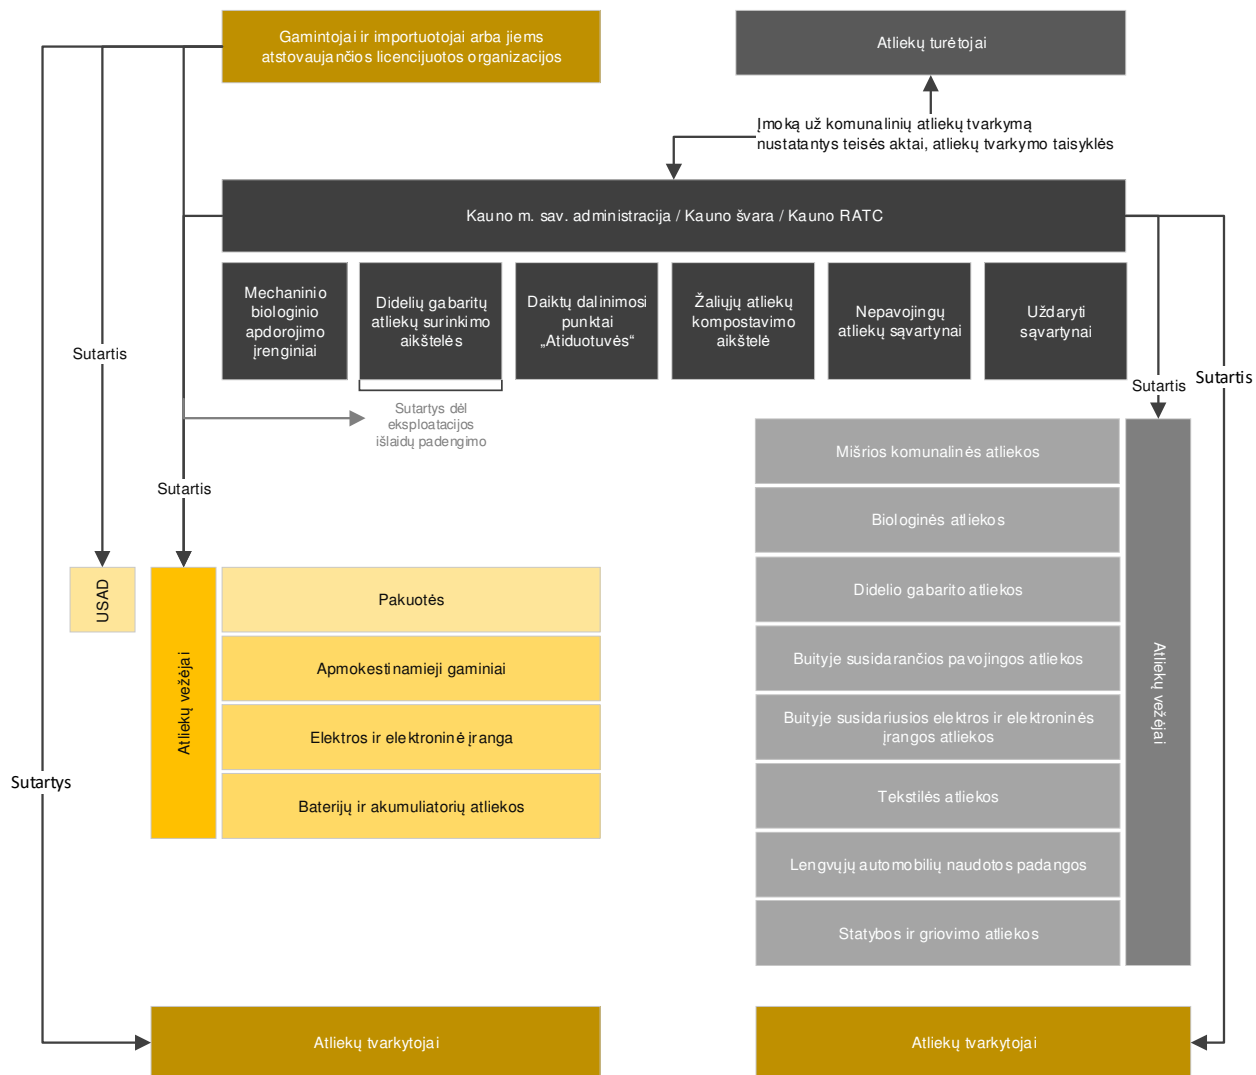 Gamintojai ir importuotojai arba jiems
atstovaujančios licencijuotos organizacijos
Atliekų turėtojai
Įmoką už komunalinių atliekų tvarkymą
nustatantys teisės aktai, atliekų tvarkymo taisyklės
Kauno m. sav. administracija / Kauno švara / Kauno RATC
Mechaninio
biologinio
apdorojimo
įrenginiai
Didelių gabaritų
atliekų surinkimo
aikštelės
Daiktų dalinimosi
punktai
„Atiduotuvės“
Žaliųjų atliekų
kompostavimo
aikštelė
Nepavojingų
atliekų sąvartynai
Uždaryti
sąvartynai
Sutartis
Sutartis
Sutartis
Sutartys dėl
eksploatacijos
išlaidų padengimo
Sutartis
USAD
Atliekų vežėjai
Pakuotės
Apmokestinamieji gaminiai
Elektros ir elektroninė įranga
Baterijų ir akumuliatorių atliekos
Sutartys
Mišrios komunalinės atliekos
Biologinės atliekos
Didelio gabarito atliekos
Buityje susidarančios pavojingos atliekos
Buityje susidariusios elektros ir elektroninės
įrangos atliekos
Tekstilės atliekos
Lengvųjų automobilių naudotos padangos
Statybos ir griovimo atliekos
Atliekų vežėjai
Atliekų tvarkytojai
Atliekų tvarkytojai